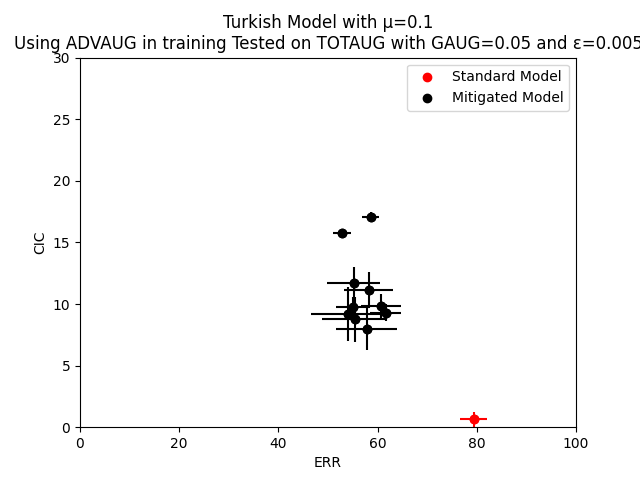 Turkish Model with μ=0.1
Using ADVAUG in training Tested on TOTAUG with GAUG=0.05 and ε=0.005
30
25
20
15
10
5
0
CIC
Standard Model
Mitigated Model
0 20 40 60 80 100
ERR